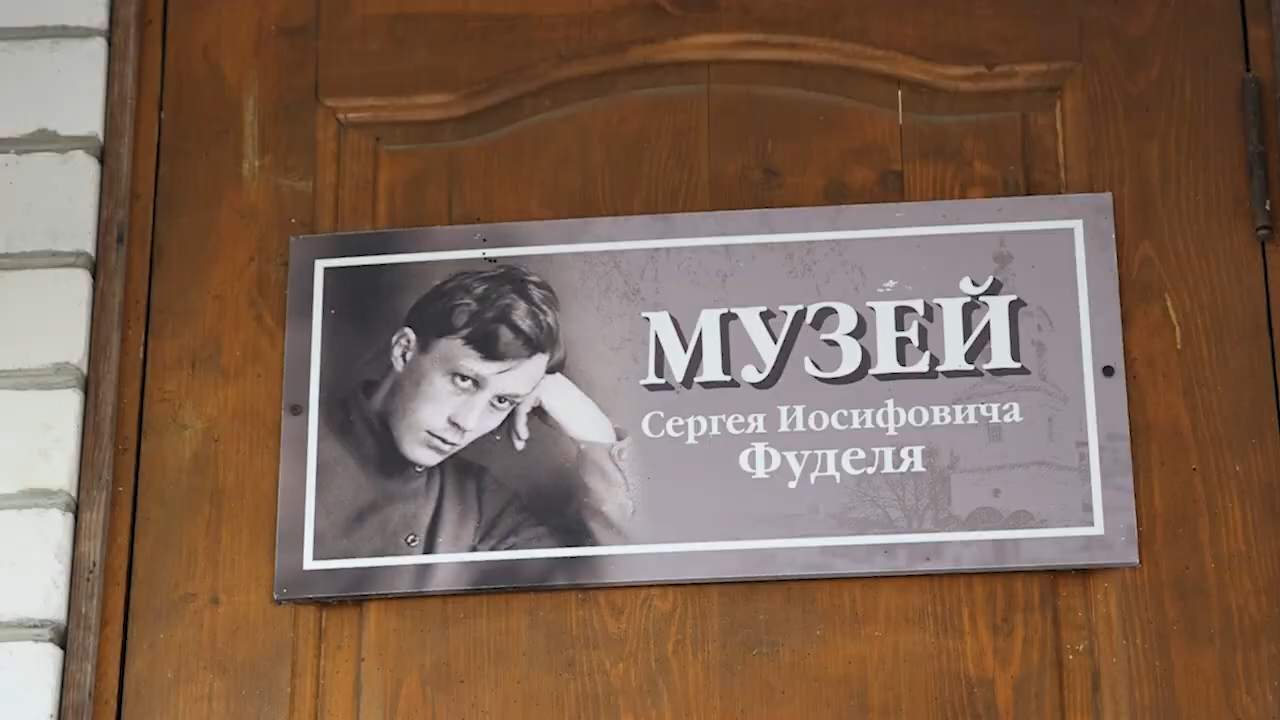 МУЗЕЙ
Сергея Иосифовича
Фуделя